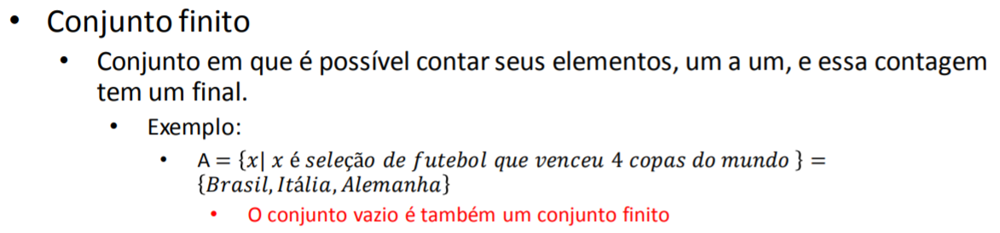 • Conjunto finito
• Conjunto em que é possível contar seus elementos, um a um, e essa contagem
tem um final.
• Exemplo:
• A = {x| x é seleção de futebol que venceu 4 copas do mundo } =
{Brasil, Itália, Alemanha}
• O conjunto vazio é também um conjunto finito